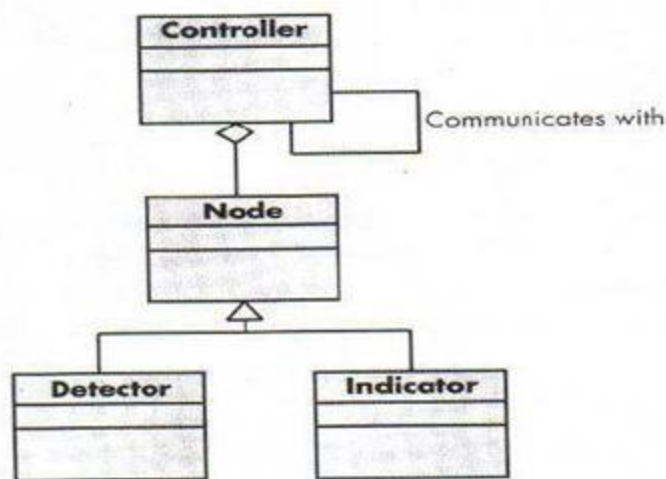 Controller
Communicates with
Node
Detector
Indicator